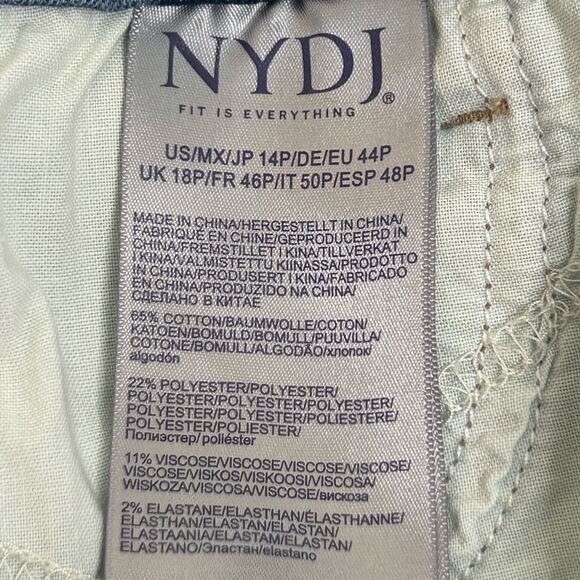 NYDJ®
FIT IS EVERYTHING
US/MX/JP 14P/DE/EU 44P
UK 18P/FR 46P/IT 50P/ESP 48P
MADE IN CHINA/HERGESTELLT IN CHINA/
FABRIQUÉ EN CHINE/GEPRODUCEERD IN
CHINA/FREMSTILLET I KINA/TILLVERKAT
I KINA/VALMISTETTU KIINASSA/PRODOTTO
IN CHINA/PRODUSERT I KINA/FABRICADO
EN CHINA/PRODUZIDO NA CHINA/
СДЕЛАНО В КИТАЕ
65% COTTON/BAUMWOLLE/COTON/
KATOEN/BOMULD/BOMULL/PUUVILLA/
COTONE/BOMULL/ALGODÃO/хлопок/
algodón
22% POLYESTER/POLYESTER/
POLYESTER/POLYESTER/POLYESTER/
POLYESTER/POLYESTER/POLIESTERE/
POLYESTER/POLIESTER/
Полиэстер/ poliéster
11% VISCOSE/VISCOSE/VISCOSE/VISCOSE/
VISCOSE/VISKOS/VISKOOSI/VISCOSA/
WISKOZA/VISCOSA/VISCOSE/вискоза
2% ELASTANE/ELASTHAN/ÉLASTHANNE/
ELASTHAN/ELASTAN/ELASTAN/
ELASTAANIA/ELASTAM/ELASTAN/
ELASTANO/Эластан/elastano